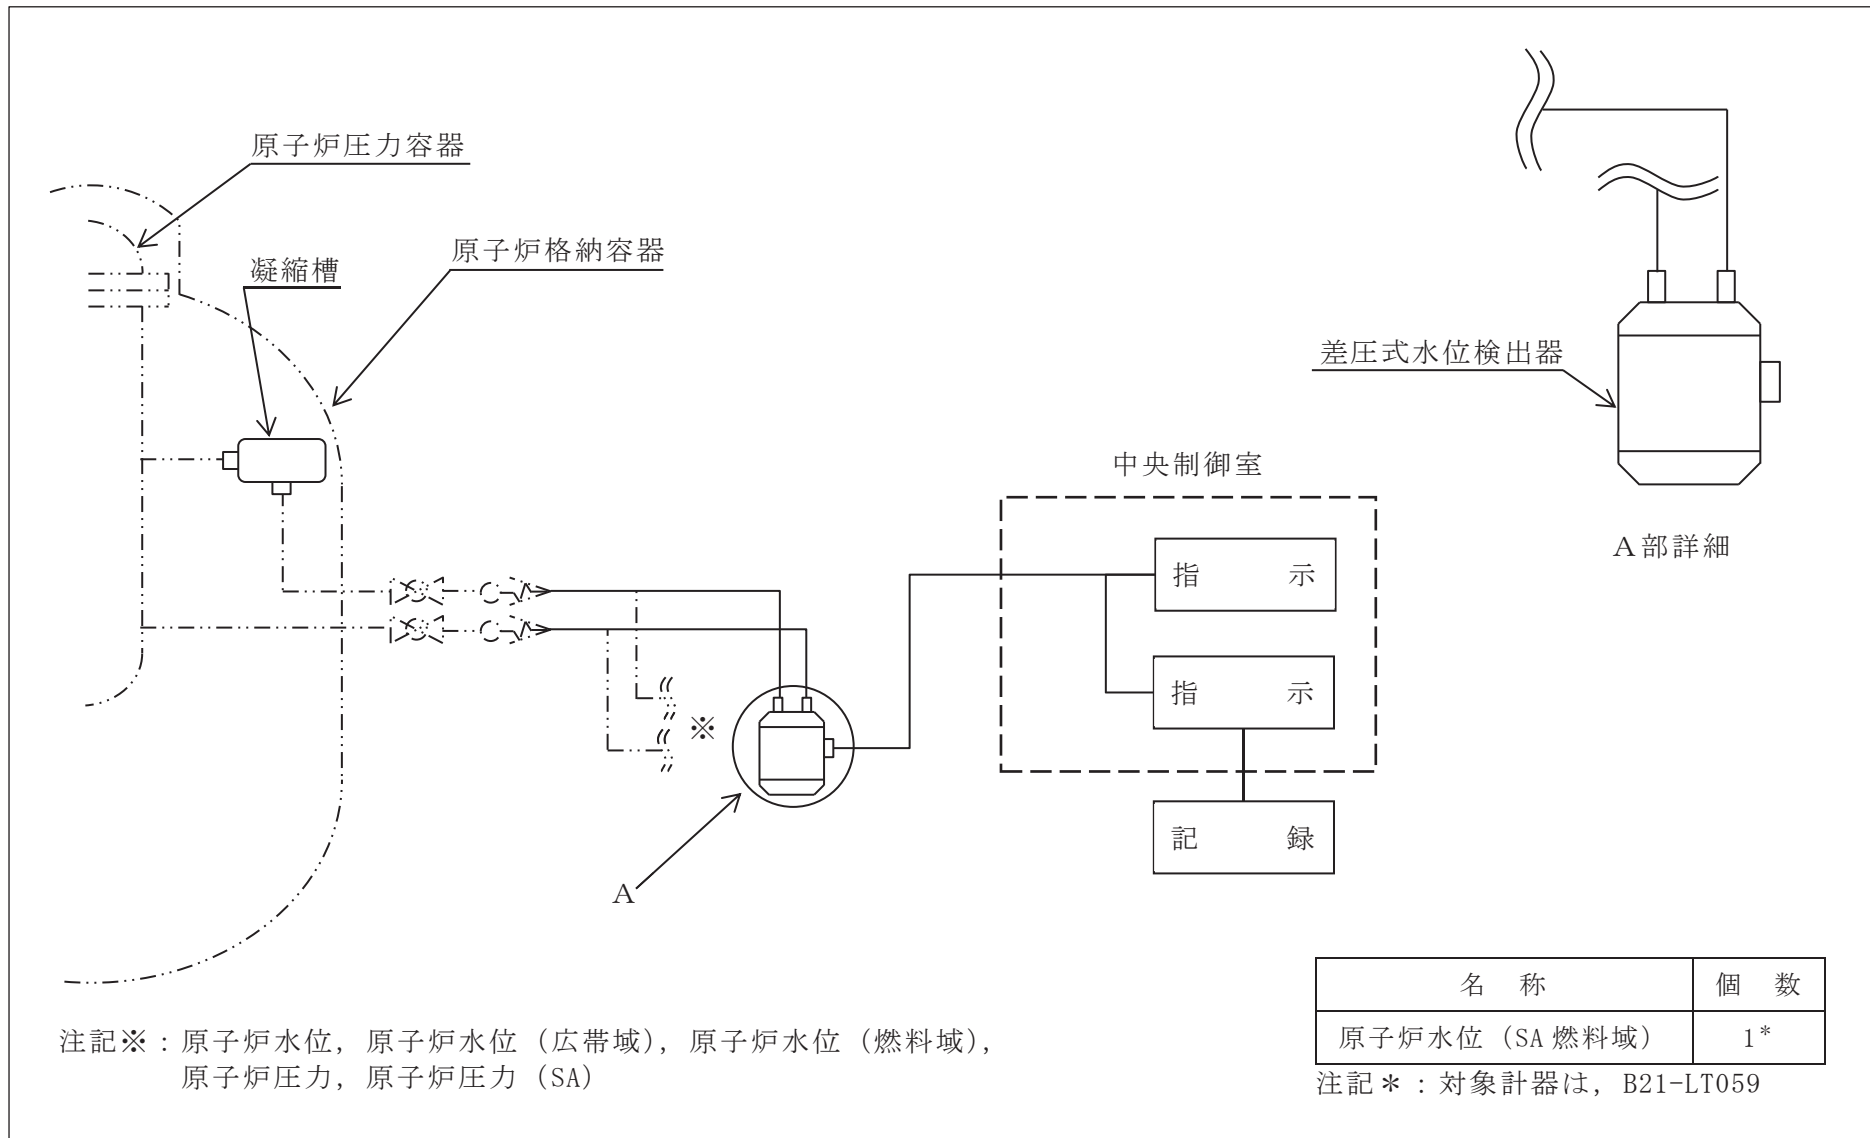 原子炉圧力容器
原子炉格納容器
凝縮槽
差圧式水位検出器
中央制御室
A部詳細
指　　示
指　　示
※
記　　録
A
名　称　個　数
原子炉水位（SA 燃料域）　1*
注記＊：対象計器は，B21-LT059
注記※：原子炉水位，原子炉水位（広帯域），原子炉水位（燃料域），
原子炉圧力，原子炉圧力（SA）